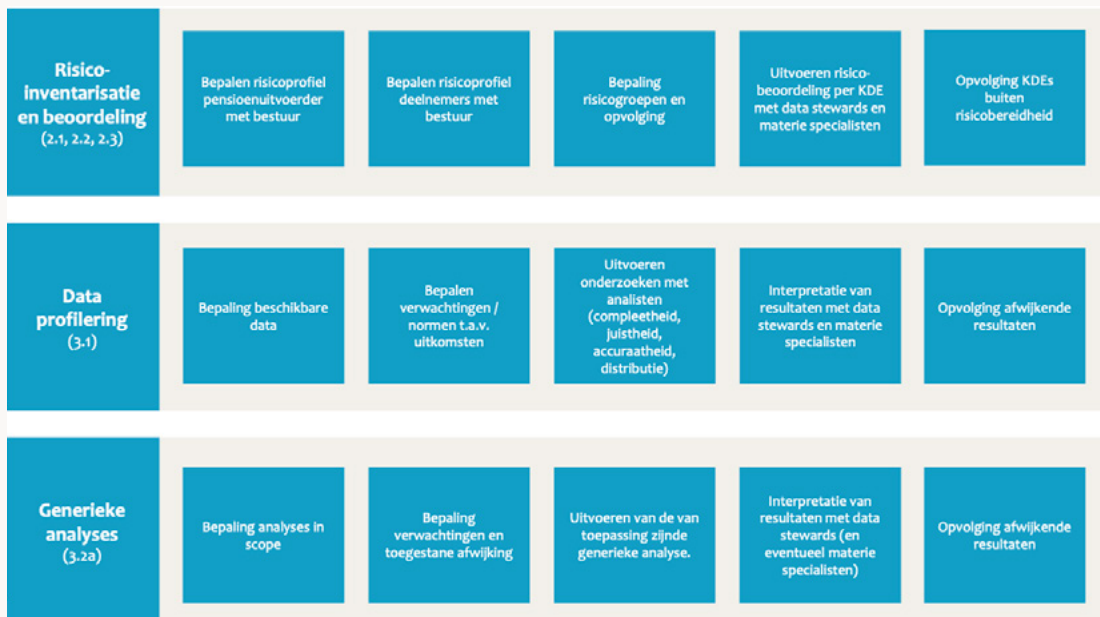 Risico-
inventarisatie
en beoordeling
(2.1, 2.2, 2.3)
Bepalen risicoprofiel
pensioenuitvoerder
met bestuur
Bepalen risicoprofiel
deelnemers met
bestuur
Bepaling
risicogroepen en
opvolging
Uitvoeren risico-
beoordeling per KDE
met data stewards en
materie specialisten
Opvolging KDEs
buiten
risicobereidheid
Data
profilering
(3.1)
Bepaling beschikbare
data
Bepalen
verwachtingen /
normen t.a.v.
uitkomsten
Uitvoeren
onderzoeken met
analisten
(compleetheid,
juistheid,
accuraatheid,
distributie)
Interpretatie van
resultaten met data
stewards en materie
specialisten
Opvolging afwijkende
resultaten
Generieke
analyses
(3.2a)
Bepaling analyses in
scope
Bepaling
verwachtingen en
toegestane afwijking
Uitvoeren van de van
toepassing zijnde
generieke analyse.
Interpretatie van
resultaten met data
stewards (en
eventueel materie
specialisten)
Opvolging afwijkende
resultaten